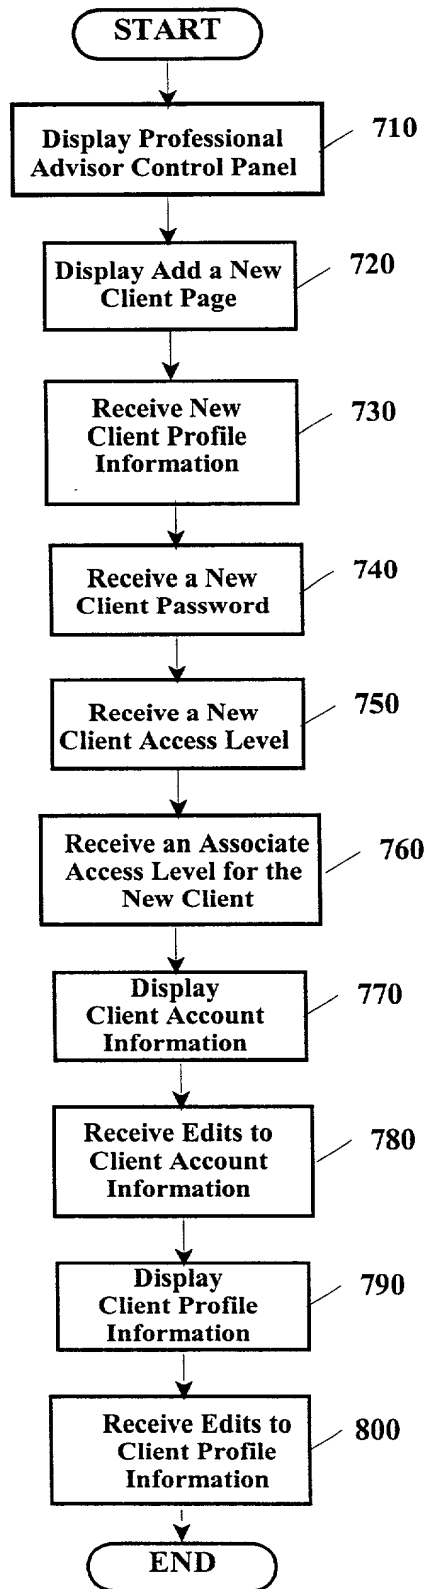 START
Display Professional
Advisor Control Panel
710
Display Add a New
Client Page
720
Receive New
Client Profile
Information
730
Receive a New
Client Password
740
Receive a New
Client Access Level
750
Receive an Associate
Access Level for the
New Client
760
Display
Client Account
Information
770
Receive Edits to
Client Account
Information
780
Display
Client Profile
Information
790
Receive Edits to
Client Profile
Information
800
END